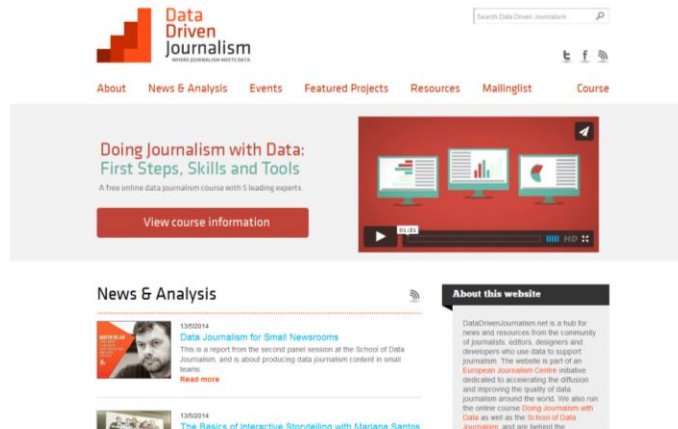 Data
Driven
Journalism
WHERE JOURNALISM MEETS DATA
Search Data Driven Journalism
About News & Analysis Events Featured Projects Resources Mailinglist Course
Doing Journalism with Data:
First Steps, Skills and Tools
A free online data journalism course with 5 leading experts.
View course information
01:31
HD
News & Analysis
13/5/2014
Data Journalism for Small Newsrooms
This is a report from the second panel session at the School of Data
Journalism, and is about producing data journalism content in small
teams.
Read more
13/5/2014
The Basics of Interactive Storytelling with Mariana Santos
About this website
DataDrivenJournalism.net is a hub for
news and resources from the community
of journalists, editors, designers and
developers who use data to support
journalism. The website is part of an
European Journalism Centre initiative
dedicated to accelerating the diffusion
and improving the quality of data
journalism around the world. We also run
the online course Doing Journalism with
Data as well as the School of Data
Journalism, and are behind the